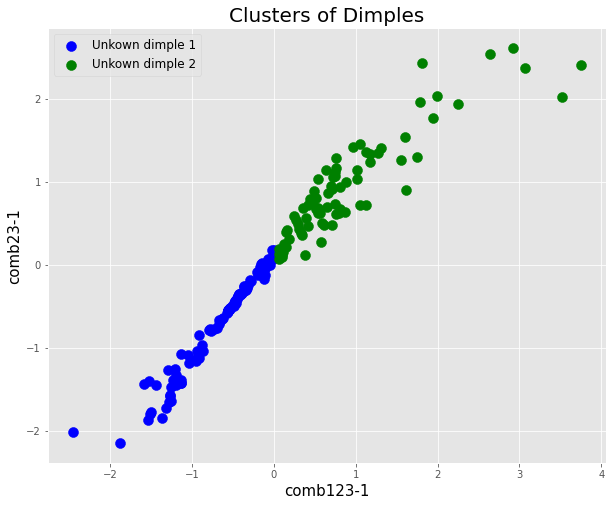 Clusters of Dimples
Unkown dimple 1
Unkown dimple 2
comb23-1
2
1
0
−1
−2
−2
−1
0
1
2
3
4
comb123-1